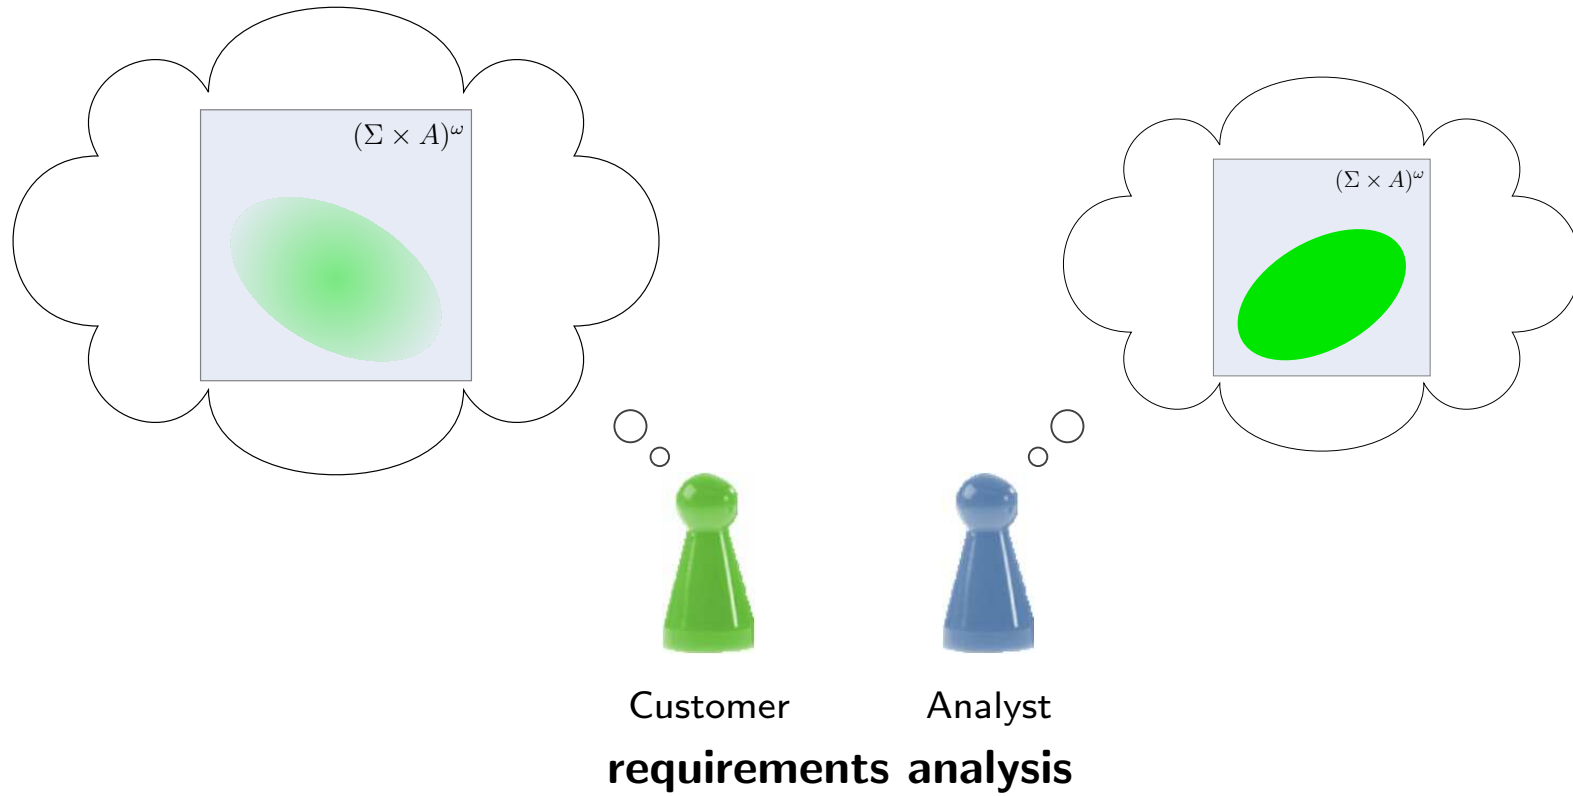 (Σ × A)^ω
(Σ × A)^ω
Customer
Analyst
requirements analysis